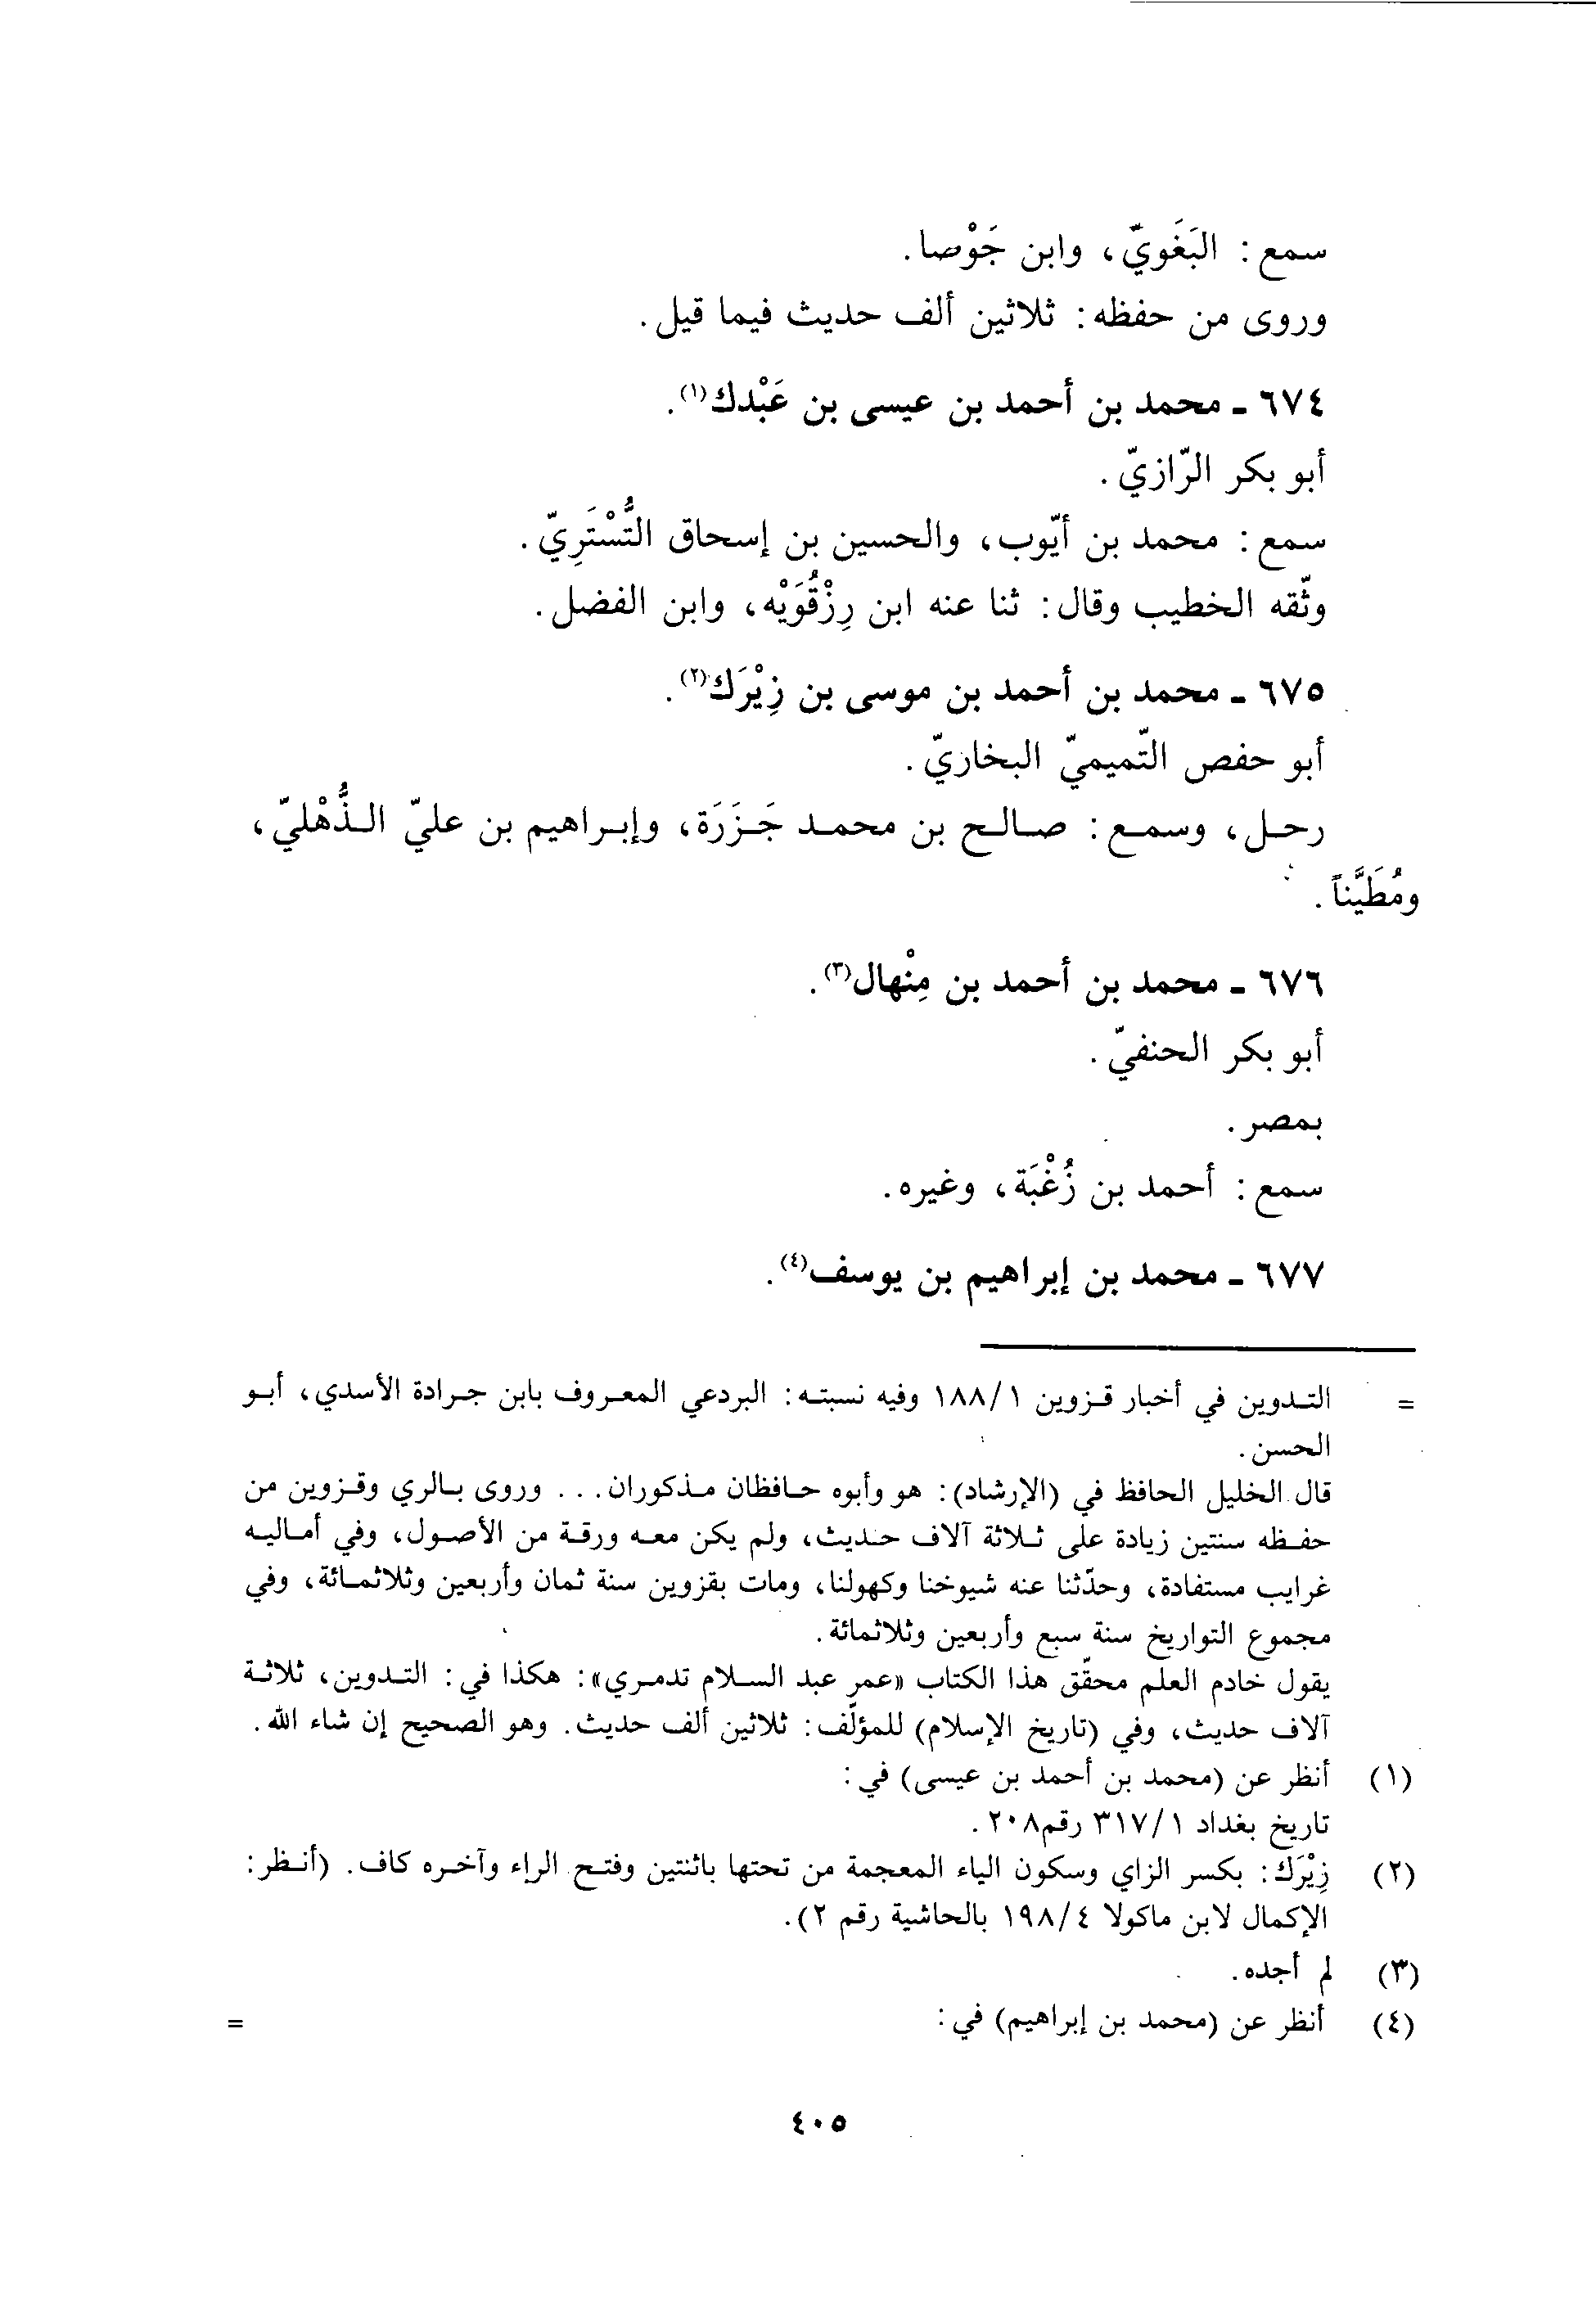 سمع: البَغَويّ، وابن جَوْصا.
وروى من حفظه: ثلاثين ألف حديث فيما قيل.
٦٧٤ - محمد بن أحمد بن عيسى بن عَبْدك(١).
أبو بكر الرّازيّ.
سمع: محمد بن أيّوب، والحسين بن إسحاق التُّسْتَرِيّ.
وثّقه الخطيب وقال: ثنا عنه ابن رِزْقُوَيْه، وابن الفضل.
٦٧٥ - محمد بن أحمد بن موسى بن زِيْرَك(٢).
أبو حفص التّميميّ البخاريّ.
رحل، وسمع: صالح بن محمد جَزَرَة، وإبراهيم بن عليّ الذُّهْليّ،
ومُطَيَّناً.
٦٧٦ - محمد بن أحمد بن مِنْهال(٣).
أبو بكر الحنفيّ.
بمصر.
سمع: أحمد بن زُغْبَة، وغيره.
٦٧٧ - محمد بن إبراهيم بن يوسف(٤).
= التدوين في أخبار قزوين ١/ ١٨٨ وفيه نسبته: البردعي المعروف بابن جرادة الأسدي، أبو
الحسن.
قال الخليل الحافظ في (الإرشاد): هو وأبوه حافظان مذكوران... وروى بالري وقزوين من
حفظه سنتين زيادة على ثلاثة آلاف حديث، ولم يكن معه ورقة من الأصول، وفي أماليه
غرايب مستفادة، وحدّثنا عنه شيوخنا وكهولنا، ومات بقزوين سنة ثمان وأربعين وثلاثمائة، وفي
مجموع التواريخ سنة سبع وأربعين وثلاثمائة.
يقول خادم العلم محقّق هذا الكتاب «عمر عبد السلام تدمري»: هكذا في: التدوين، ثلاثة
آلاف حديث، وفي (تاريخ الإسلام) للمؤلّف: ثلاثين ألف حديث. وهو الصحيح إن شاء الله.
(١) أنظر عن (محمد بن أحمد بن عيسى) في:
تاريخ بغداد ١/ ٣١٧ رقم ٢٠٨.
(٢) زِيْرَك: بكسر الزاي وسكون الياء المعجمة من تحتها باثنتين وفتح الراء وآخره كاف. (أنظر:
الإكمال لابن ماكولا ٤/ ١٩٨ بالحاشية رقم ٢).
(٣) لم أجده.
(٤) أنظر عن (محمد بن إبراهيم) في: =
٤٠٥